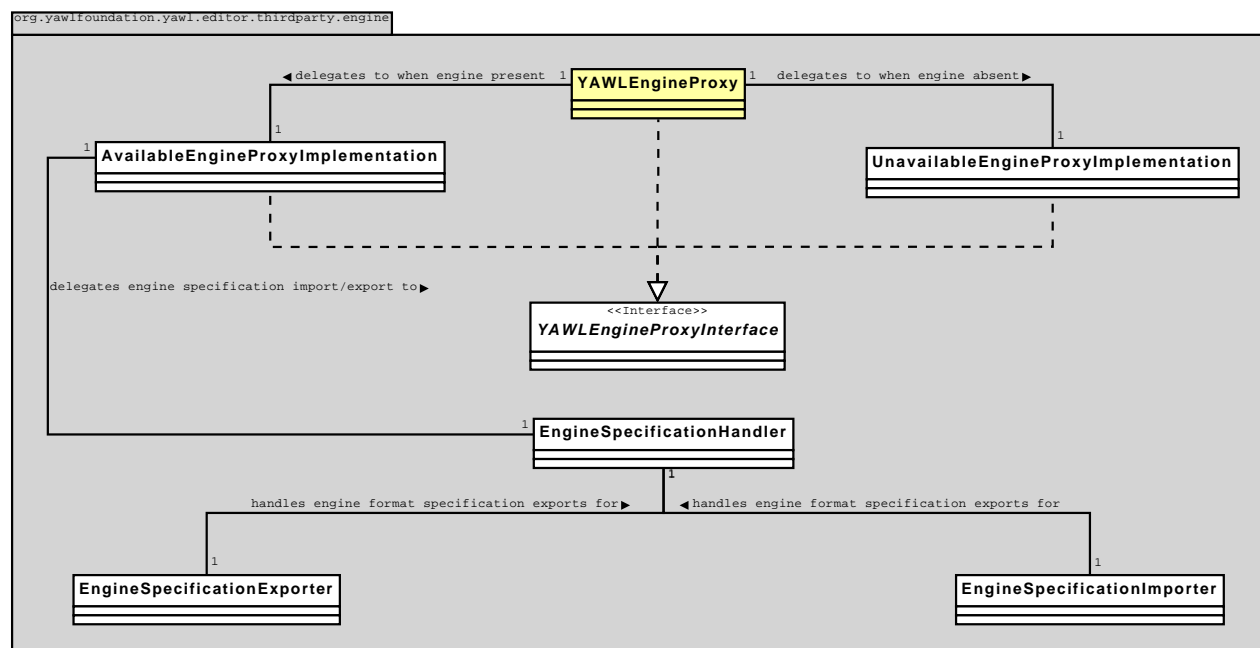 org.yawlfoundation.yawl.editor.thirdparty.engine
◀ delegates to when engine present
1
YAWLEngineProxy
1
delegates to when engine absent ▶
1
1
1
AvailableEngineProxyImplementation
UnavailableEngineProxyImplementation
delegates engine specification import/export to ▶
<<Interface>>
YAWLEngineProxyInterface
1
EngineSpecificationHandler
1
handles engine format specification exports for ▶
◀ handles engine format specification exports for
1
1
EngineSpecificationExporter
EngineSpecificationImporter